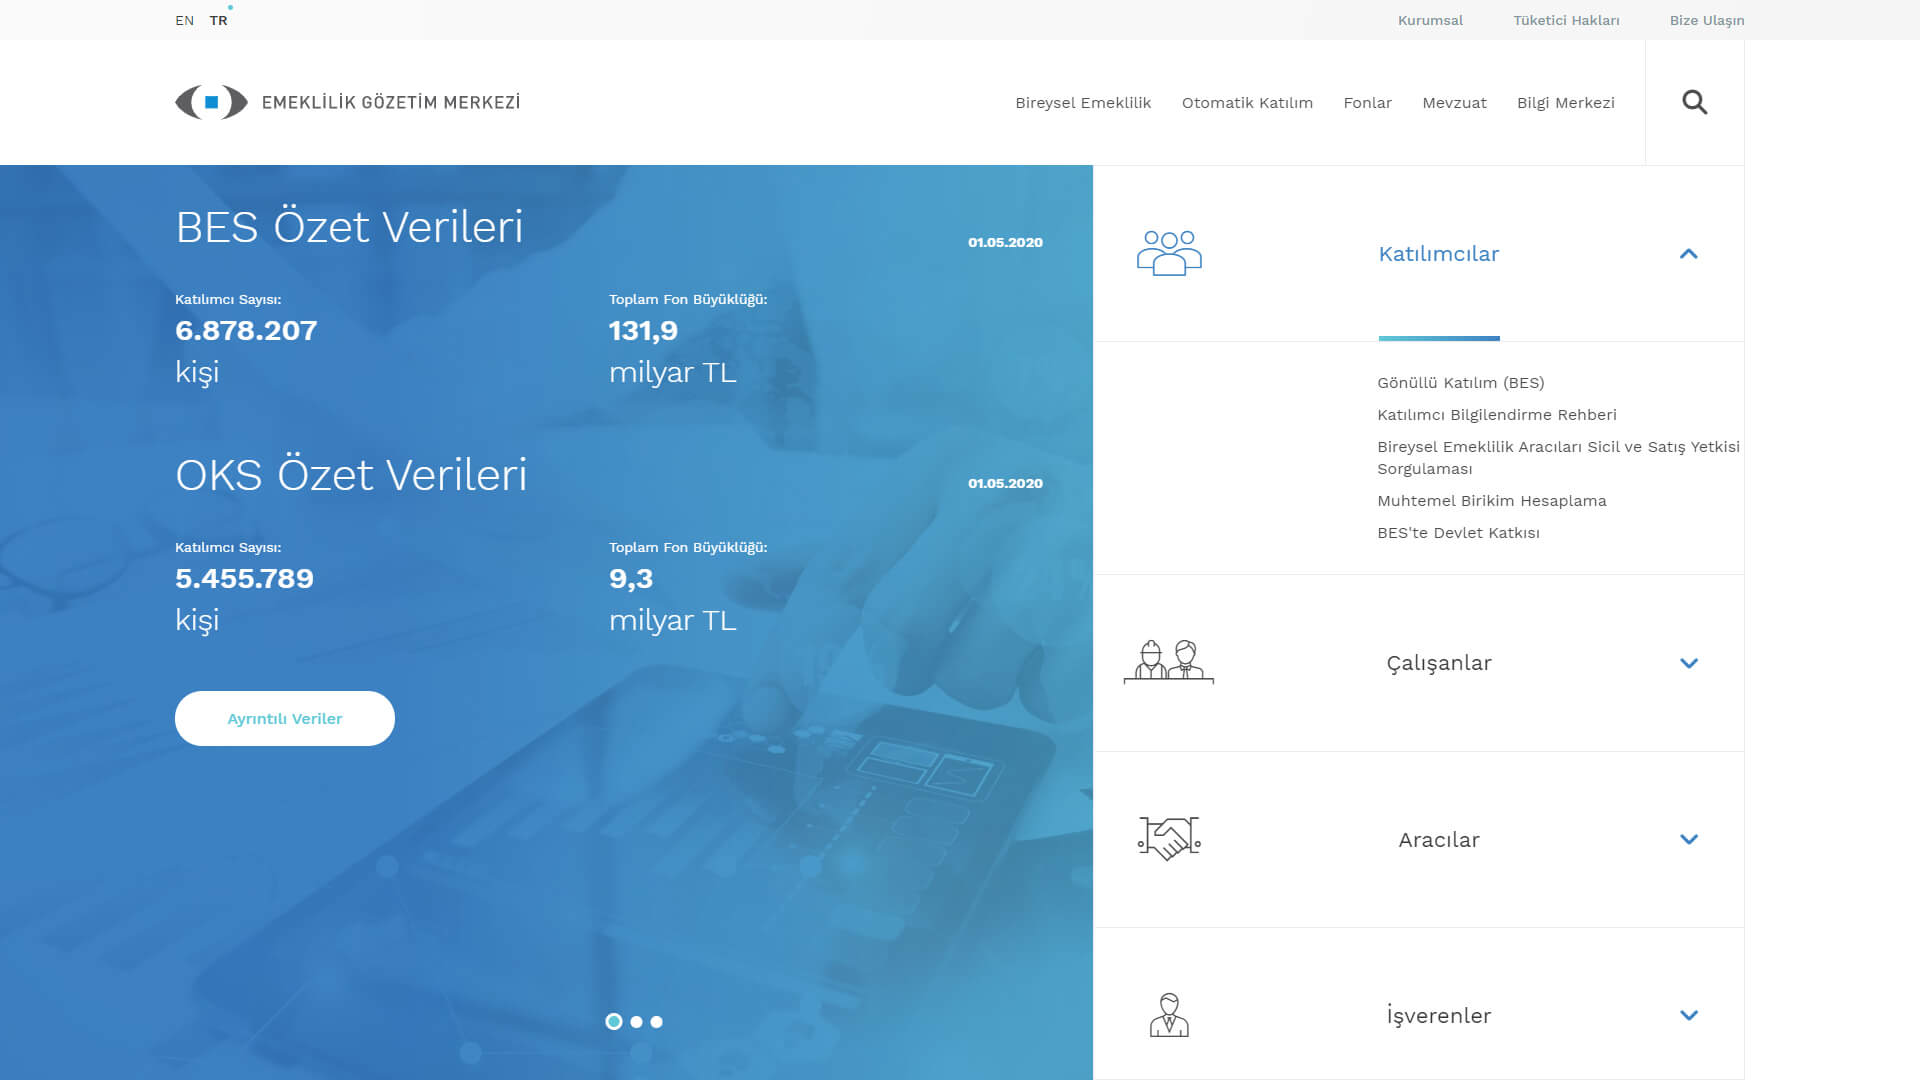 EN TR
Kurumsal Tüketici Hakları Bize Ulaşın
EMEKLİLİK GÖZETİM MERKEZİ
Bireysel Emeklilik Otomatik Katılım Fonlar Mevzuat Bilgi Merkezi
BES Özet Verileri
01.05.2020
Katılımcı Sayısı:
6.878.207
kişi
Toplam Fon Büyüklüğü:
131,9
milyar TL
OKS Özet Verileri
01.05.2020
Katılımcı Sayısı:
5.455.789
kişi
Toplam Fon Büyüklüğü:
9,3
milyar TL
Ayrıntılı Veriler
Katılımcılar
Gönüllü Katılım (BES)
Katılımcı Bilgilendirme Rehberi
Bireysel Emeklilik Aracıları Sicil ve Satış Yetkisi
Sorgulaması
Muhtemel Birikim Hesaplama
BES'te Devlet Katkısı
Çalışanlar
Aracılar
İşverenler